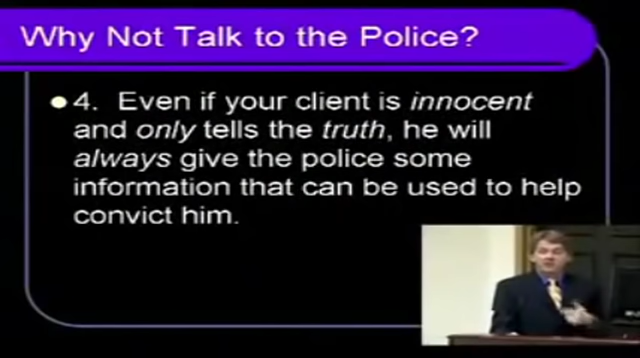 Why Not Talk to the Police?
4. Even if your client is innocent
and only tells the truth, he will
always give the police some
information that can be used to help
convict him.